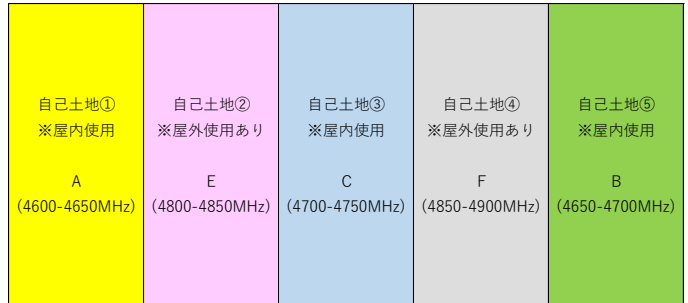 自己土地①
※屋内使用
A
(4600-4650MHz)
自己土地②
※屋外使用あり
E
(4800-4850MHz)
自己土地③
※屋内使用
C
(4700-4750MHz)
自己土地④
※屋外使用あり
F
(4850-4900MHz)
自己土地⑤
※屋内使用
B
(4650-4700MHz)